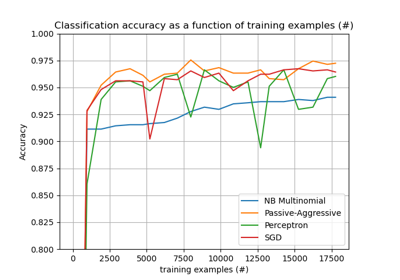 Classification accuracy as a function of training examples (#)
1.000
0.975
0.950
0.925
0.900
0.875
0.850
0.825
0.800
Accuracy
NB Multinomial
Passive-Aggressive
Perceptron
SGD
0 2500 5000 7500 10000 12500 15000 17500
training examples (#)